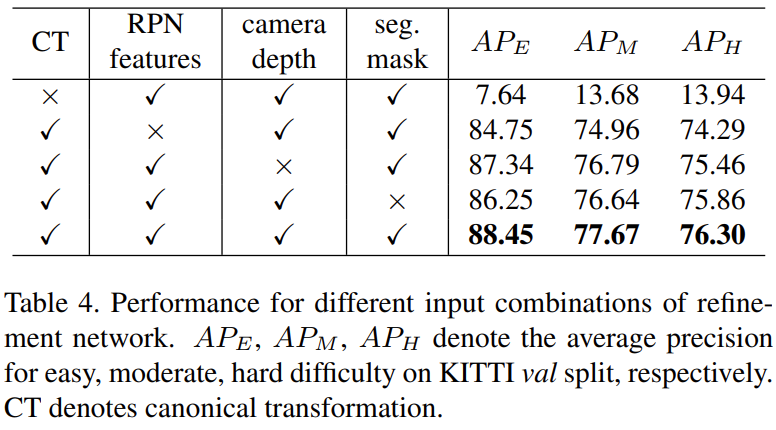 CT RPN features camera depth seg. mask AP_E AP_M AP_H
× ✓ ✓ ✓ 7.64 13.68 13.94
✓ × ✓ ✓ 84.75 74.96 74.29
✓ ✓ × ✓ 87.34 76.79 75.46
✓ ✓ ✓ × 86.25 76.64 75.86
✓ ✓ ✓ ✓ 88.45 77.67 76.30
Table 4. Performance for different input combinations of refine-
ment network. AP_E, AP_M, AP_H denote the average precision
for easy, moderate, hard difficulty on KITTI val split, respectively.
CT denotes canonical transformation.